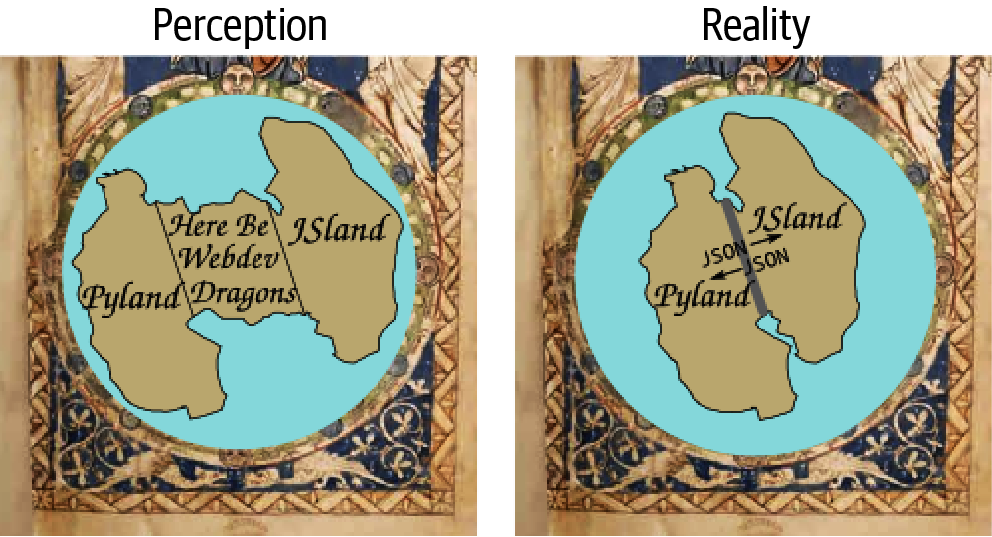 Perception
Here Be
Webdev
Dragons
Pyland
JSland
Reality
JSland
JSON
JSON
Pyland